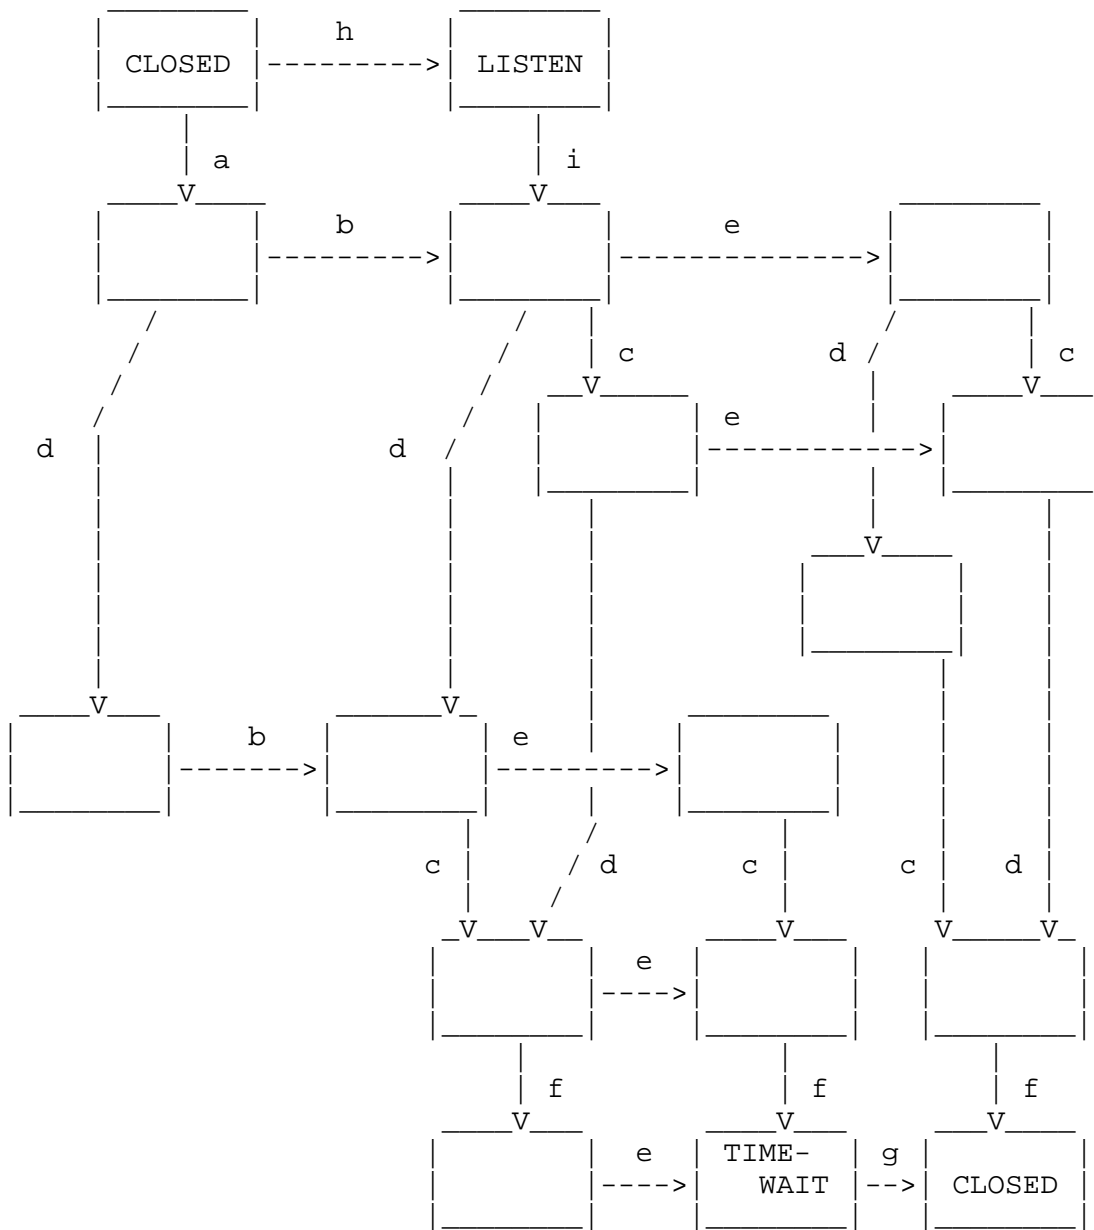 h
CLOSED LISTEN
a i
b e
c d c
e
d d
b e
c d c c d
e
f f f
e TIME- g
WAIT CLOSED